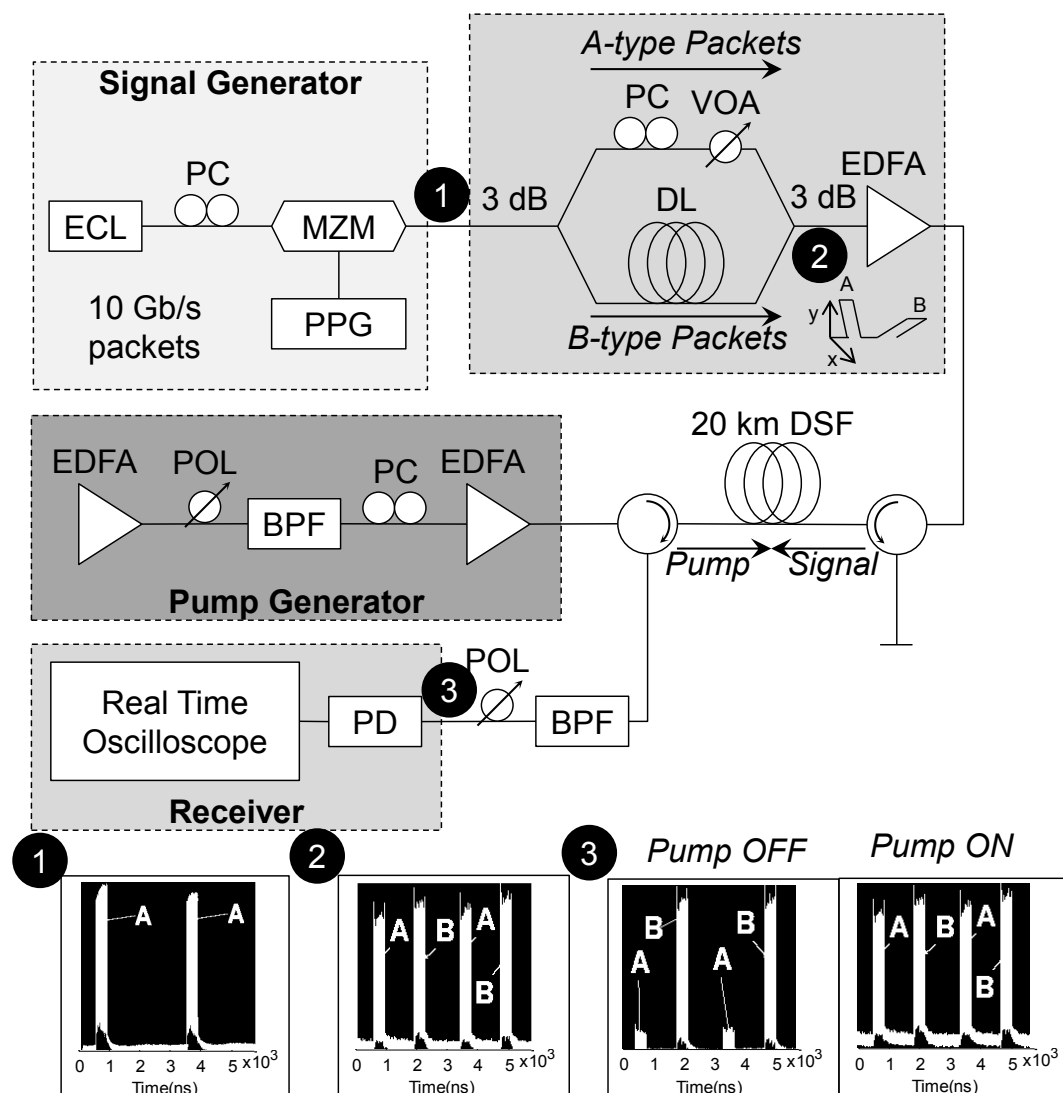 A-type Packets
Signal Generator
PC
VOA
EDFA
PC
1
3 dB
DL
3 dB
ECL
MZM
2
A
B
y
x
10 Gb/s
packets
PPG
B-type Packets
20 km DSF
EDFA
POL
PC
EDFA
BPF
Pump
Signal
Pump Generator
POL
3
Real Time
Oscilloscope
PD
BPF
Receiver
1
2
3
Pump OFF
Pump ON
A
A
0 1 2 3 4 5 x10³
Time(ns)
A
B
A
B
0 1 2 3 4 5 x10³
Time(ns)
B
B
A
A
0 1 2 3 4 5 x10³
Time(ns)
A
B
A
B
0 1 2 3 4 5 x10³
Time(ns)